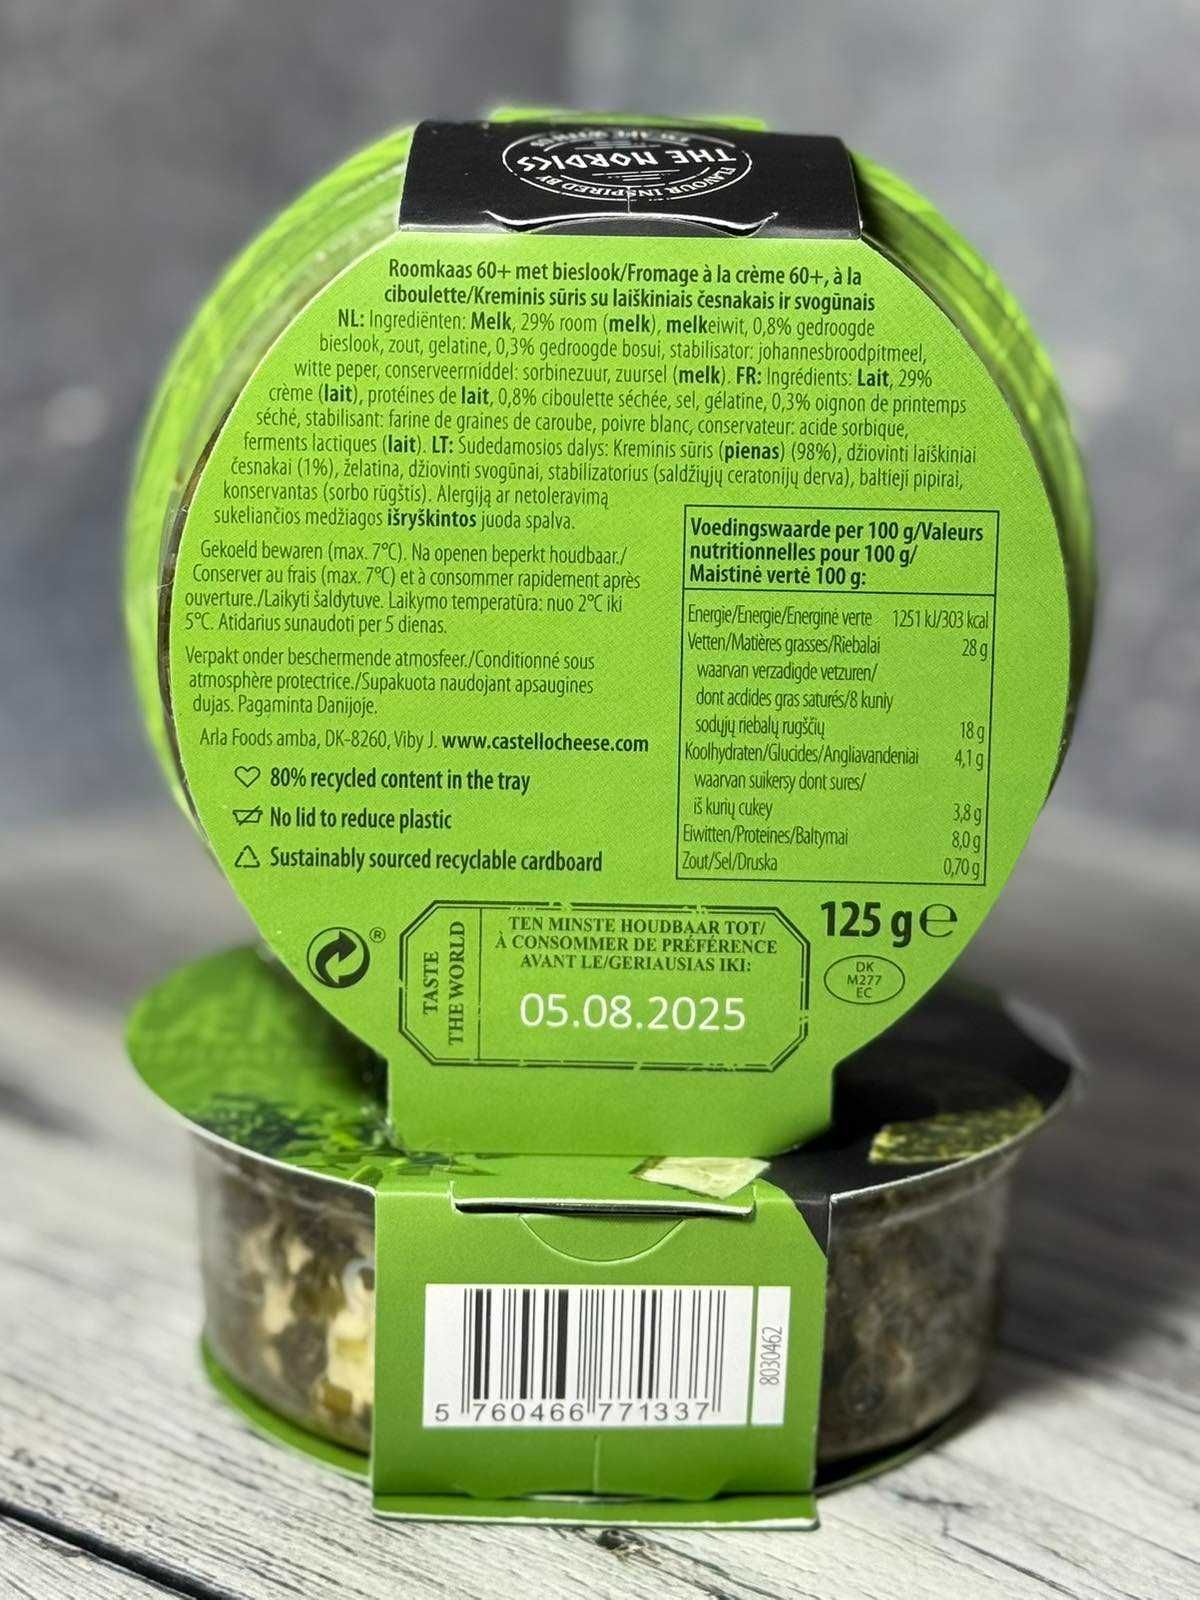 THE NORDICS
FLAVOUR INSPIRED BY
Roomkaas 60+ met bieslook/Fromage à la crème 60+, à la
ciboulette/Kreminis sūris su laiškiniais česnakais ir svogūnais
NL: Ingrediënten: Melk, 29% room (melk), melkeiwit, 0,8% gedroogde
bieslook, zout, gelatine, 0,3% gedroogde bosui, stabilisator: johannesbroodpitmeel,
witte peper, conserveermiddel: sorbinezuur, zuursel (melk). FR: Ingrédients: Lait, 29%
crème (lait), protéines de lait, 0,8% ciboulette séchée, sel, gélatine, 0,3% oignon de printemps
séché, stabilisant: farine de graines de caroube, poivre blanc, conservateur: acide sorbique,
ferments lactiques (lait). LT: Sudedamosios dalys: Kreminis sūris (pienas) (98%), džiovinti laiškiniai
česnakai (1%), želatina, džiovinti svogūnai, stabilizatorius (saldžiųjų ceratonijų derva), baltieji pipirai,
konservantas (sorbo rūgštis). Alergiją ar netoleravimą
sukeliančios medžiagos išryškintos juoda spalva.
Gekoeld bewaren (max. 7°C). Na openen beperkt houdbaar./
Conserver au frais (max. 7°C) et à consommer rapidement après
ouverture./Laikyti šaldytuve. Laikymo temperatūra: nuo 2°C iki
5°C. Atidarius sunaudoti per 5 dienas.
Verpakt onder beschermende atmosfeer./Conditionné sous
atmosphère protectrice./Supakuota naudojant apsaugines
dujas. Pagaminta Danijoje.
Arla Foods amba, DK-8260, Viby J. www.castellocheese.com
80% recycled content in the tray
No lid to reduce plastic
Sustainably sourced recyclable cardboard
Voedingswaarde per 100 g/Valeurs
nutritionnelles pour 100 g/
Maistinė vertė 100 g:
Energie/Energie/Energinė verte 1251 kJ/303 kcal
Vetten/Matières grasses/Riebalai 28 g
waarvan verzadigde vetzuren/
dont acdides gras saturés/8 kuniy
sodųjų riebalų rugščių 18 g
Koolhydraten/Glucides/Angliavandeniai 4,1 g
waarvan suikersy dont sures/
iš kurių cukey 3,8 g
Eiwitten/Proteines/Baltymai 8,0 g
Zout/Sel/Druska 0,70 g
125 g e
DK
M277
EC
®
TASTE
THE WORLD
TEN MINSTE HOUDBAAR TOT/
À CONSOMMER DE PRÉFÉRENCE
AVANT LE/GERIAUSIAS IKI:
05.08.2025
5 760466 771337
8030462